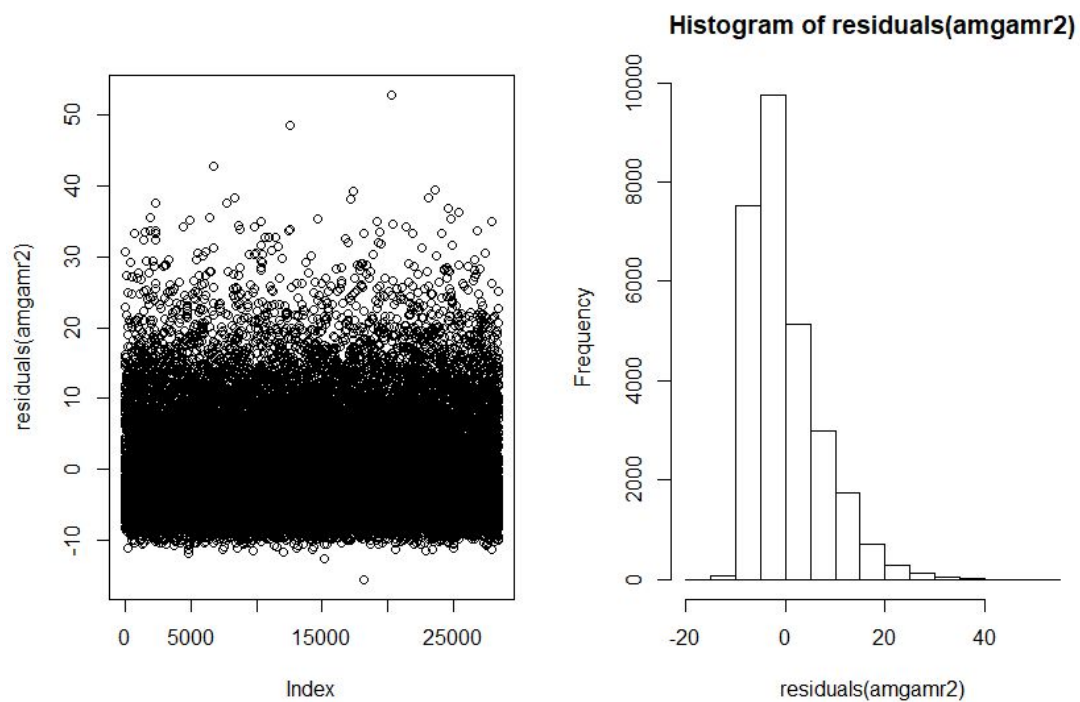 Histogram of residuals(amgamr2)
residuals(amgamr2)
50
40
30
20
10
0
-10
0 5000 15000 25000
Index
Frequency
10000
8000
6000
4000
2000
0
-20 0 20 40
residuals(amgamr2)